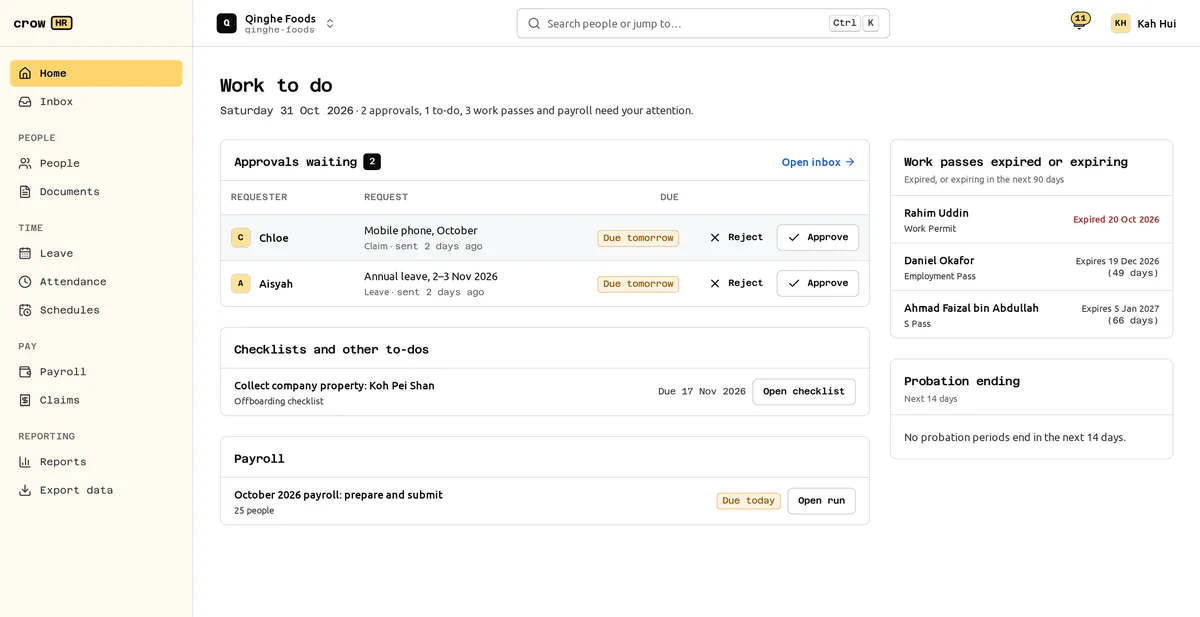 crow HR
Qinghe Foods
qinghe-foods
Search people or jump to…
Ctrl K
11
KH Kah Hui
Home
Inbox
PEOPLE
People
Documents
TIME
Leave
Attendance
Schedules
PAY
Payroll
Claims
REPORTING
Reports
Export data
Work to do
Saturday 31 Oct 2026 · 2 approvals, 1 to-do, 3 work passes and payroll need your attention.
Approvals waiting 2
Open inbox →
REQUESTER REQUEST DUE
C Chloe
Mobile phone, October
Claim · sent 2 days ago
Due tomorrow
Reject
Approve
A Aisyah
Annual leave, 2–3 Nov 2026
Leave · sent 2 days ago
Due tomorrow
Reject
Approve
Checklists and other to-dos
Collect company property: Koh Pei Shan
Offboarding checklist
Due 17 Nov 2026
Open checklist
Payroll
October 2026 payroll: prepare and submit
25 people
Due today
Open run
Work passes expired or expiring
Expired, or expiring in the next 90 days
Rahim Uddin
Work Permit
Expired 20 Oct 2026
Daniel Okafor
Employment Pass
Expires 19 Dec 2026
(49 days)
Ahmad Faizal bin Abdullah
S Pass
Expires 5 Jan 2027
(66 days)
Probation ending
Next 14 days
No probation periods end in the next 14 days.
Q